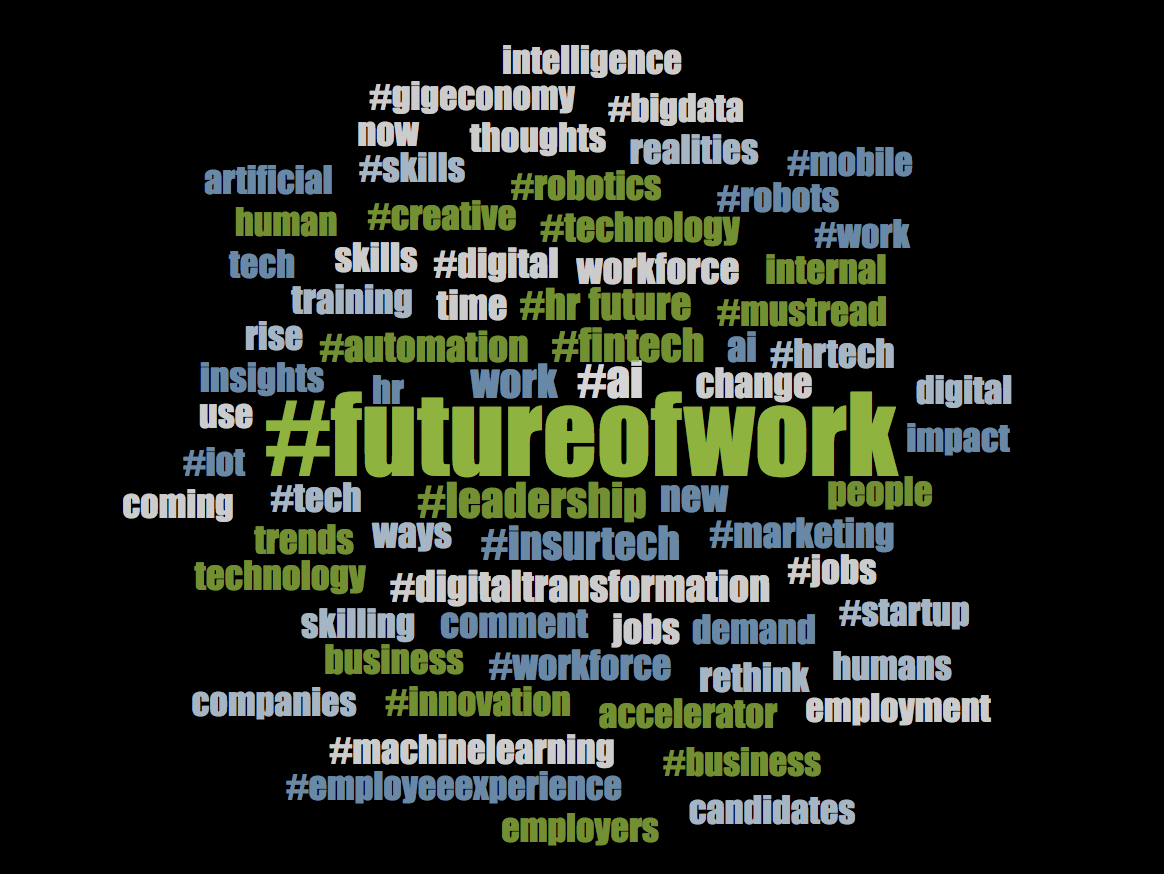 intelligence
#gigeconomy #bigdata
now thoughts realities
artificial #skills #robotics #mobile
#robots
human #creative #technology #work
tech skills #digital workforce internal
training time #hr future #mustread
rise #automation #fintech ai #hrtech
insights hr work #ai change digital
use #futureofwork impact
#iot
coming #tech #leadership new people
trends ways #insurtech #marketing
technology #digitaltransformation #jobs
skilling comment jobs demand #startup
business #workforce rethink humans
companies #innovation accelerator employment
#machinelearning #business
#employeeexperience candidates
employers